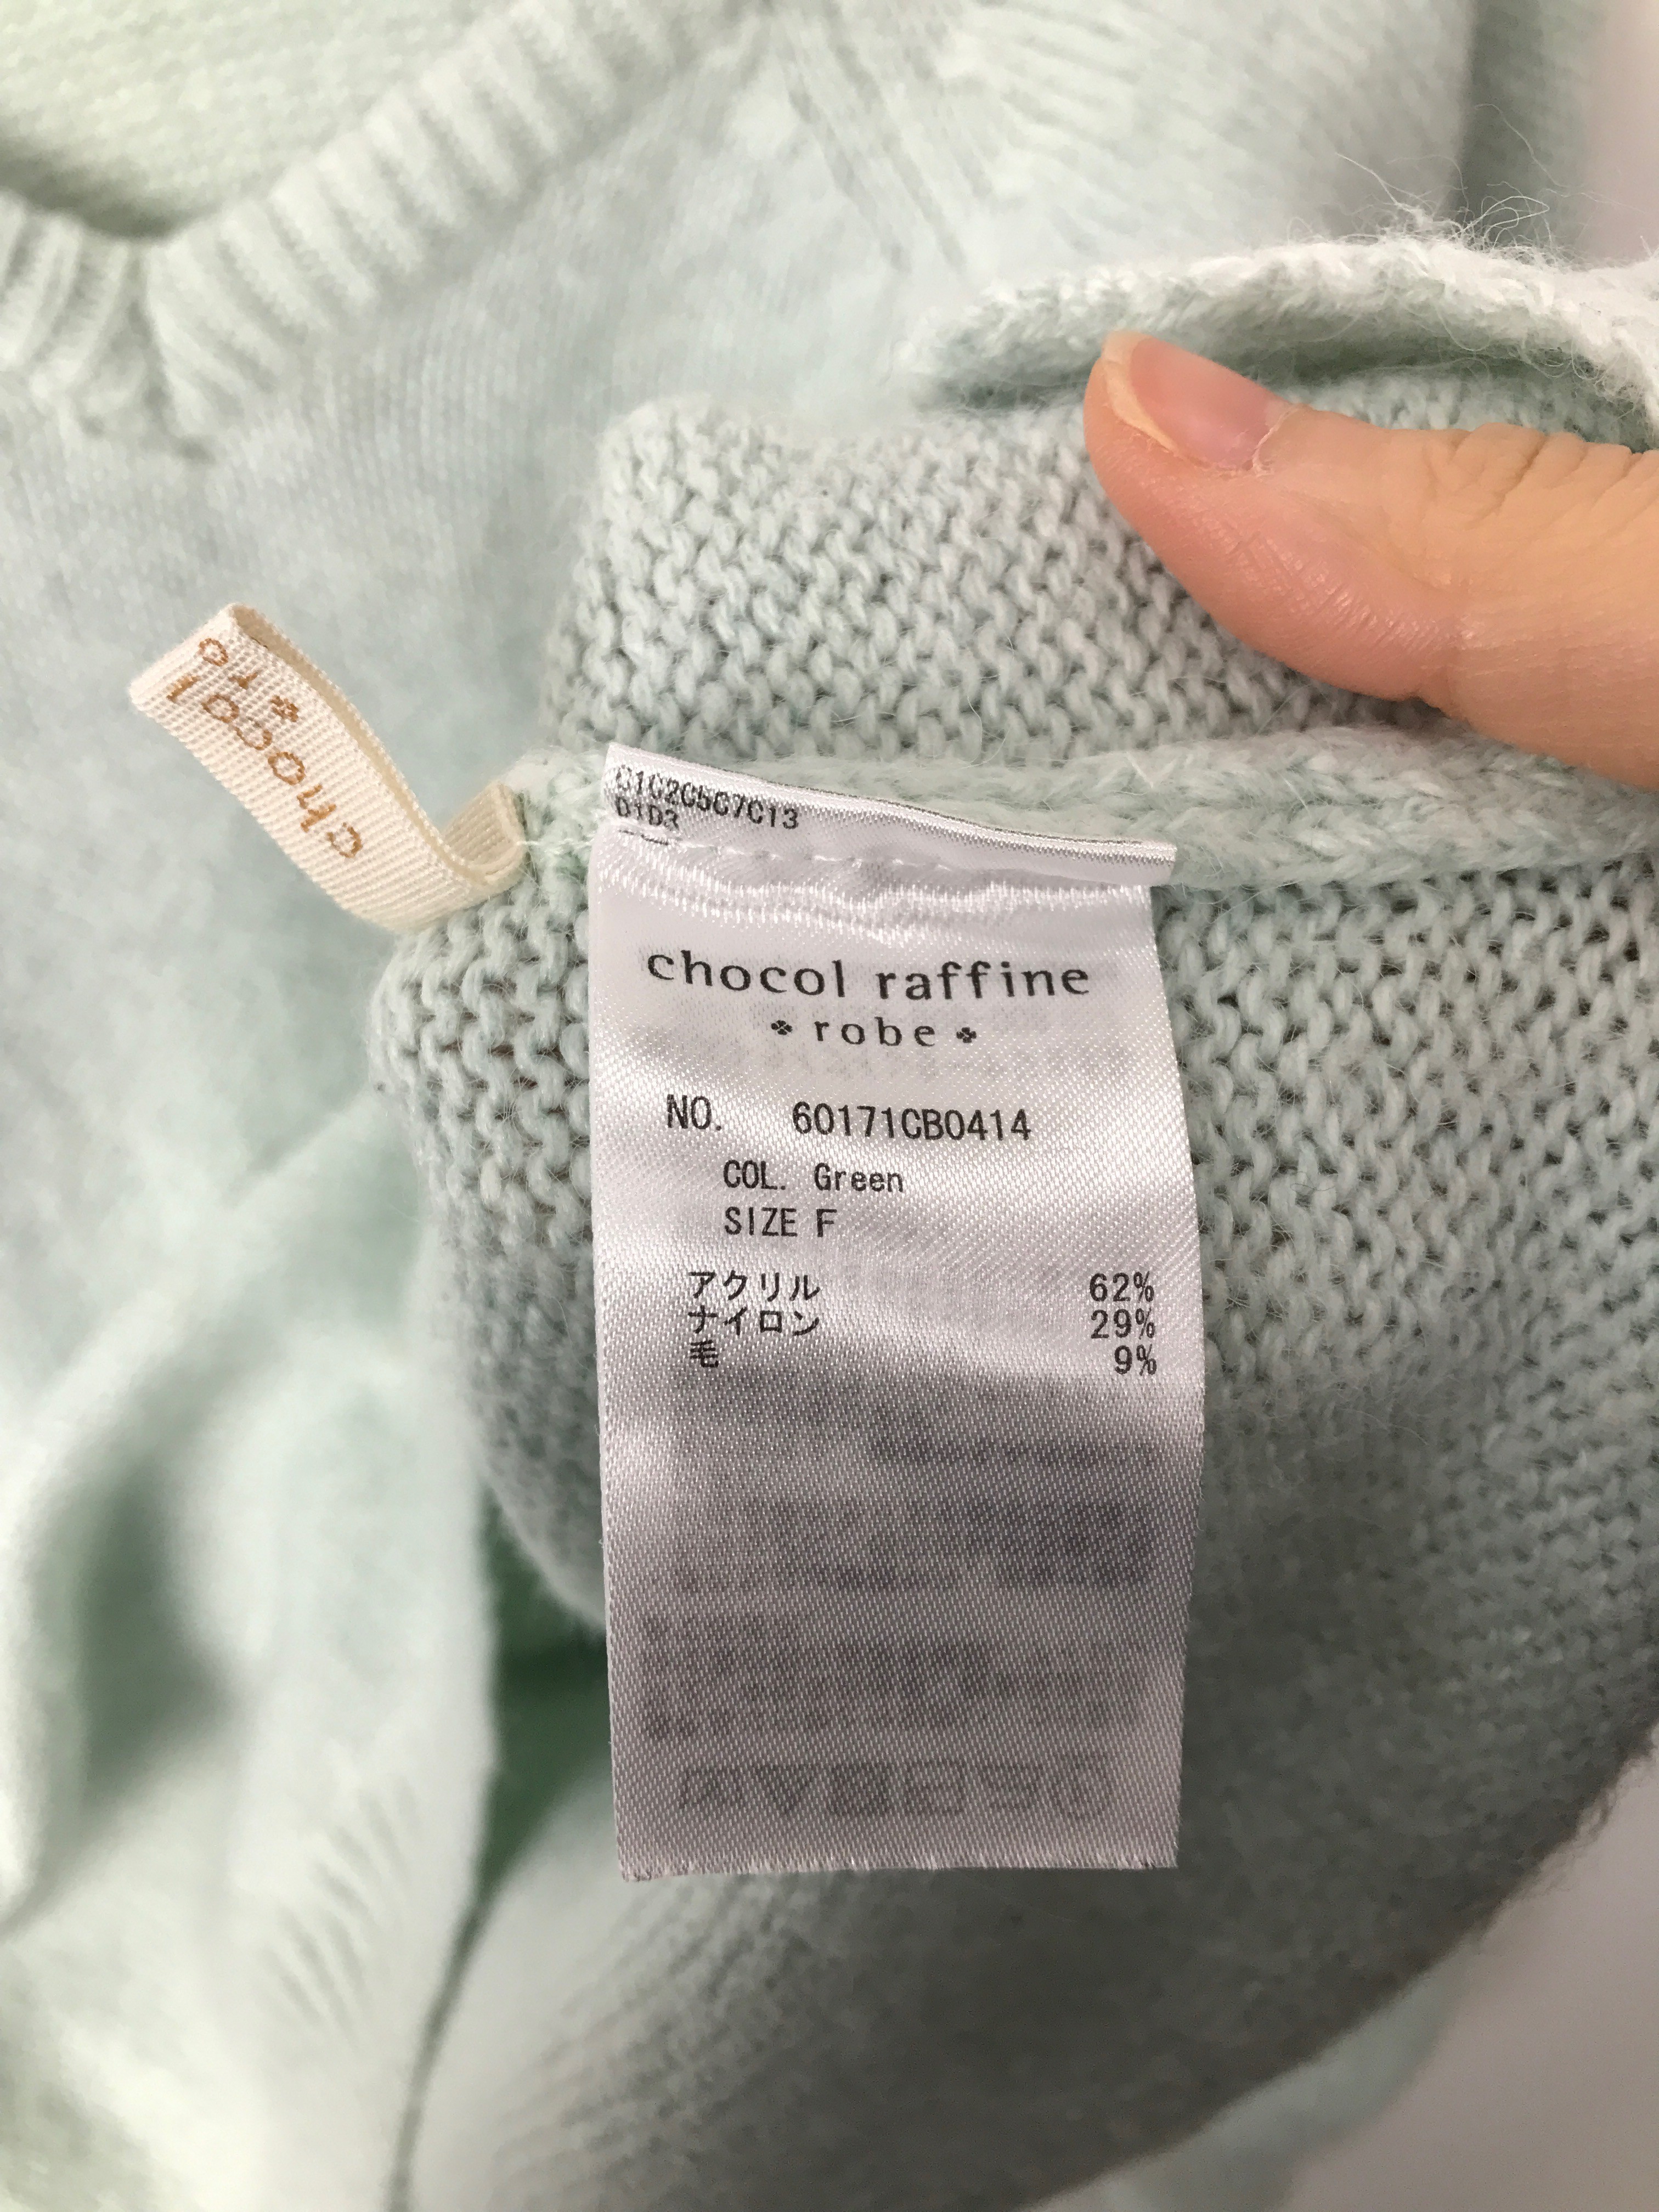 C1C2C5C7C13
D1D3
chocol
chocol raffine
robe
NO. 60171CB0414
COL. Green
SIZE F
アクリル 62%
ナイロン 29%
毛 9%